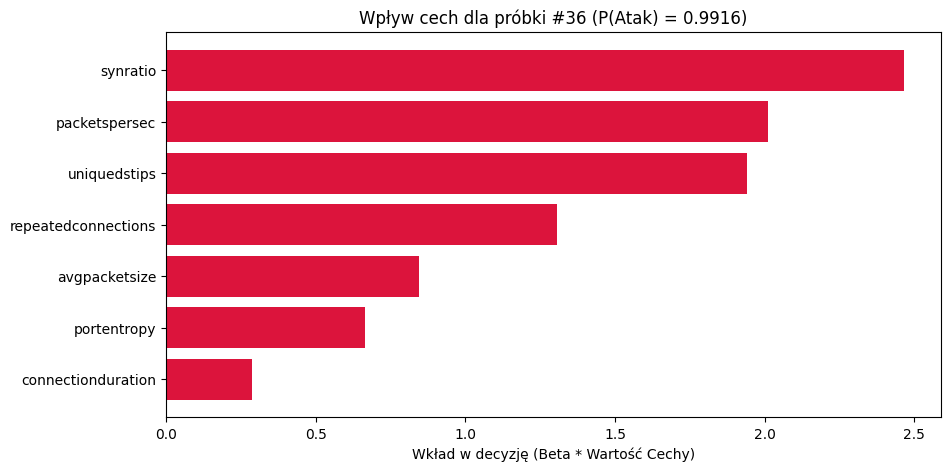 Wpływ cech dla próbki #36 (P(Atak) = 0.9916)
synratio
packetspersec
uniquedstips
repeatedconnections
avgpacketsize
portentropy
connectionduration
0.0 0.5 1.0 1.5 2.0 2.5
Wkład w decyzję (Beta * Wartość Cechy)